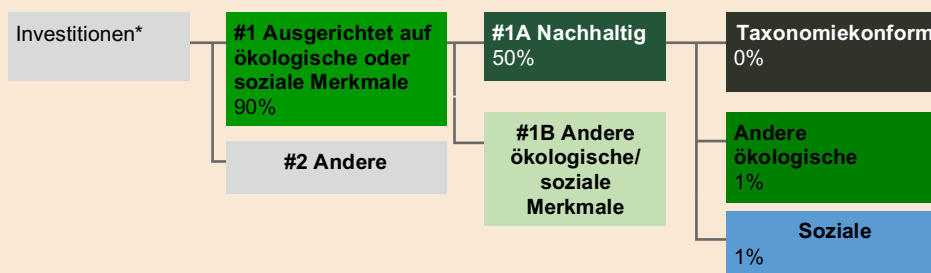 Investitionen*
#1 Ausgerichtet auf
ökologische oder
soziale Merkmale
90%
#2 Andere
#1A Nachhaltig
50%
#1B Andere
ökologische/
soziale
Merkmale
Taxonomiekonform
0%
Andere
ökologische
1%
Soziale
1%